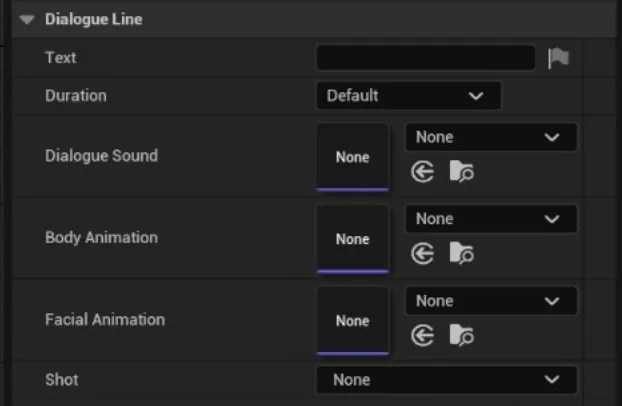 Dialogue Line
Text
Duration Default
Dialogue Sound None None
Body Animation None None
Facial Animation None None
Shot None